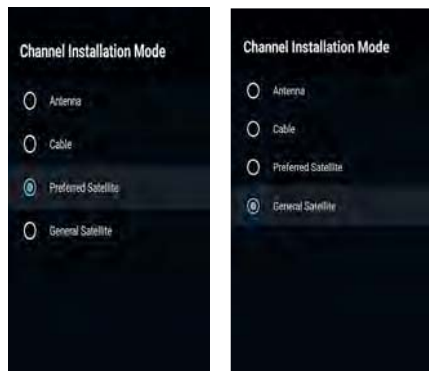 Channel Installation Mode
Antenna
Cable
Preferred Satellite
General Satellite
Channel Installation Mode
Antenna
Cable
Preferred Satellite
General Satellite